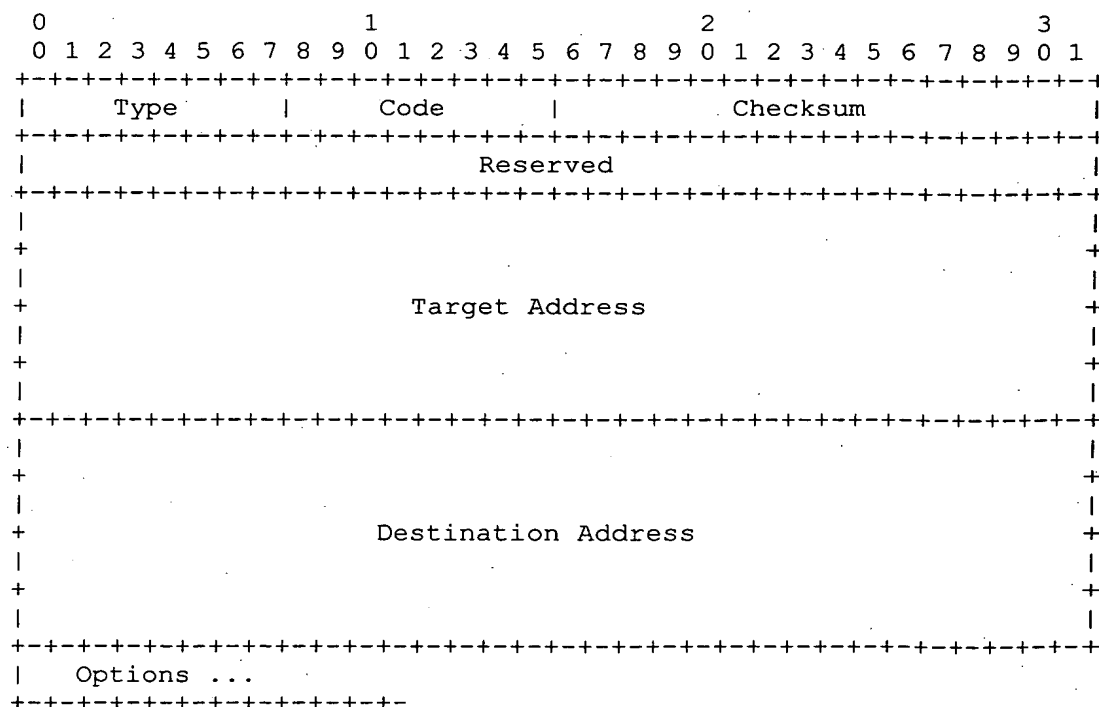 0                   1                   2                   3
0 1 2 3 4 5 6 7 8 9 0 1 2 3 4 5 6 7 8 9 0 1 2 3 4 5 6 7 8 9 0 1
+-+-+-+-+-+-+-+-+-+-+-+-+-+-+-+-+-+-+-+-+-+-+-+-+-+-+-+-+-+-+-+-+
|     Type      |     Code      |          Checksum             |
+-+-+-+-+-+-+-+-+-+-+-+-+-+-+-+-+-+-+-+-+-+-+-+-+-+-+-+-+-+-+-+-+
|                           Reserved                            |
+-+-+-+-+-+-+-+-+-+-+-+-+-+-+-+-+-+-+-+-+-+-+-+-+-+-+-+-+-+-+-+-+
|                                                               |
+                                                               +
|                                                               |
+                       Target Address                          +
|                                                               |
+                                                               +
|                                                               |
+-+-+-+-+-+-+-+-+-+-+-+-+-+-+-+-+-+-+-+-+-+-+-+-+-+-+-+-+-+-+-+-+
|                                                               |
+                                                               +
|                                                               |
+                     Destination Address                       +
|                                                               |
+                                                               +
|                                                               |
+-+-+-+-+-+-+-+-+-+-+-+-+-+-+-+-+-+-+-+-+-+-+-+-+-+-+-+-+-+-+-+-+
|   Options ...
+-+-+-+-+-+-+-+-+-+-+-+-